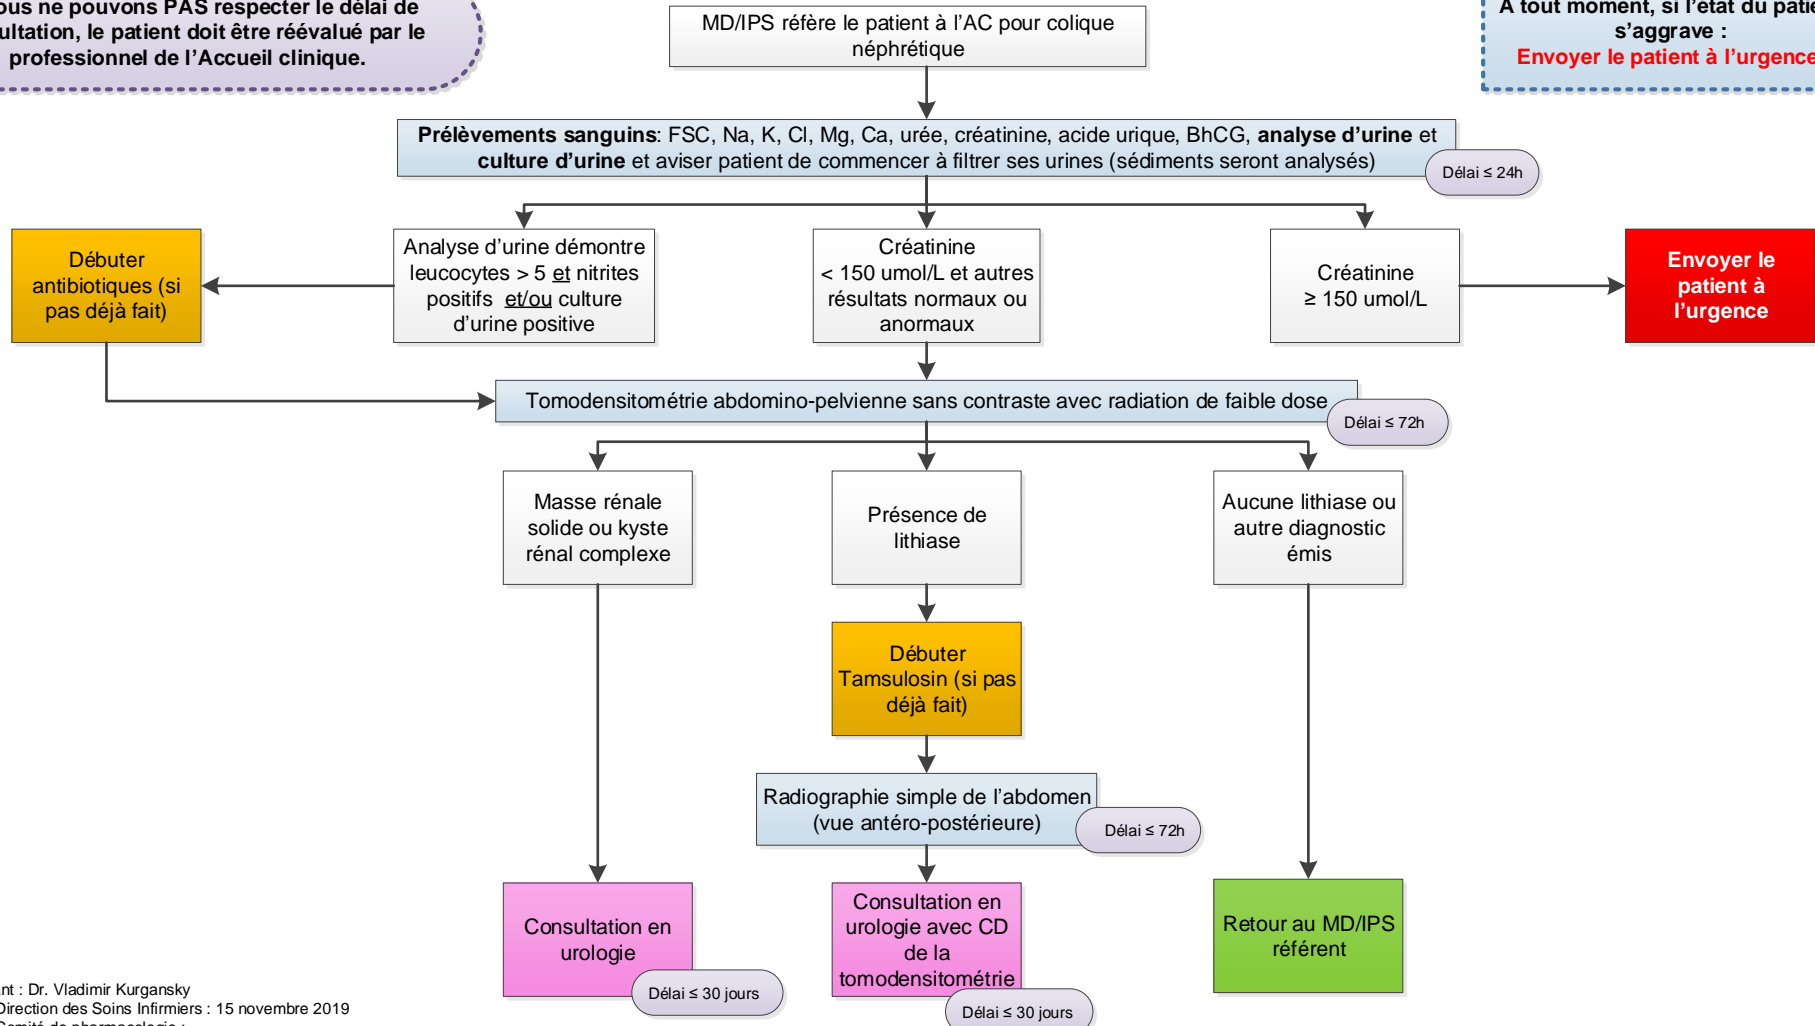 ous ne pouvons PAS respecter le délai de
ultation, le patient doit être réévalué par le
professionnel de l'Accueil clinique.
MD/IPS réfère le patient à l'AC pour colique
néphrétique
A tout moment, si l'état du patie
s'aggrave :
Envoyer le patient à l'urgence
Prélèvements sanguins: FSC, Na, K, Cl, Mg, Ca, urée, créatinine, acide urique, BhCG, analyse d'urine et
culture d'urine et aviser patient de commencer à filtrer ses urines (sédiments seront analysés)
Délai ≤ 24h
Débuter
antibiotiques (si
pas déjà fait)
Analyse d'urine démontre
leucocytes > 5 et nitrites
positifs et/ou culture
d'urine positive
Créatinine
< 150 umol/L et autres
résultats normaux ou
anormaux
Créatinine
≥ 150 umol/L
Envoyer le
patient à
l'urgence
Tomodensitométrie abdomino-pelvienne sans contraste avec radiation de faible dose
Délai ≤ 72h
Masse rénale
solide ou kyste
rénal complexe
Présence de
lithiase
Aucune lithiase ou
autre diagnostic
émis
Débuter
Tamsulosin (si pas
déjà fait)
Radiographie simple de l'abdomen
(vue antéro-postérieure)
Délai ≤ 72h
Consultation en
urologie
Délai ≤ 30 jours
Consultation en
urologie avec CD
de la
tomodensitométrie
Délai ≤ 30 jours
Retour au MD/IPS
référent
nt : Dr. Vladimir Kurgansky
Direction des Soins Infirmiers : 15 novembre 2019
Comité de pharmacologie :